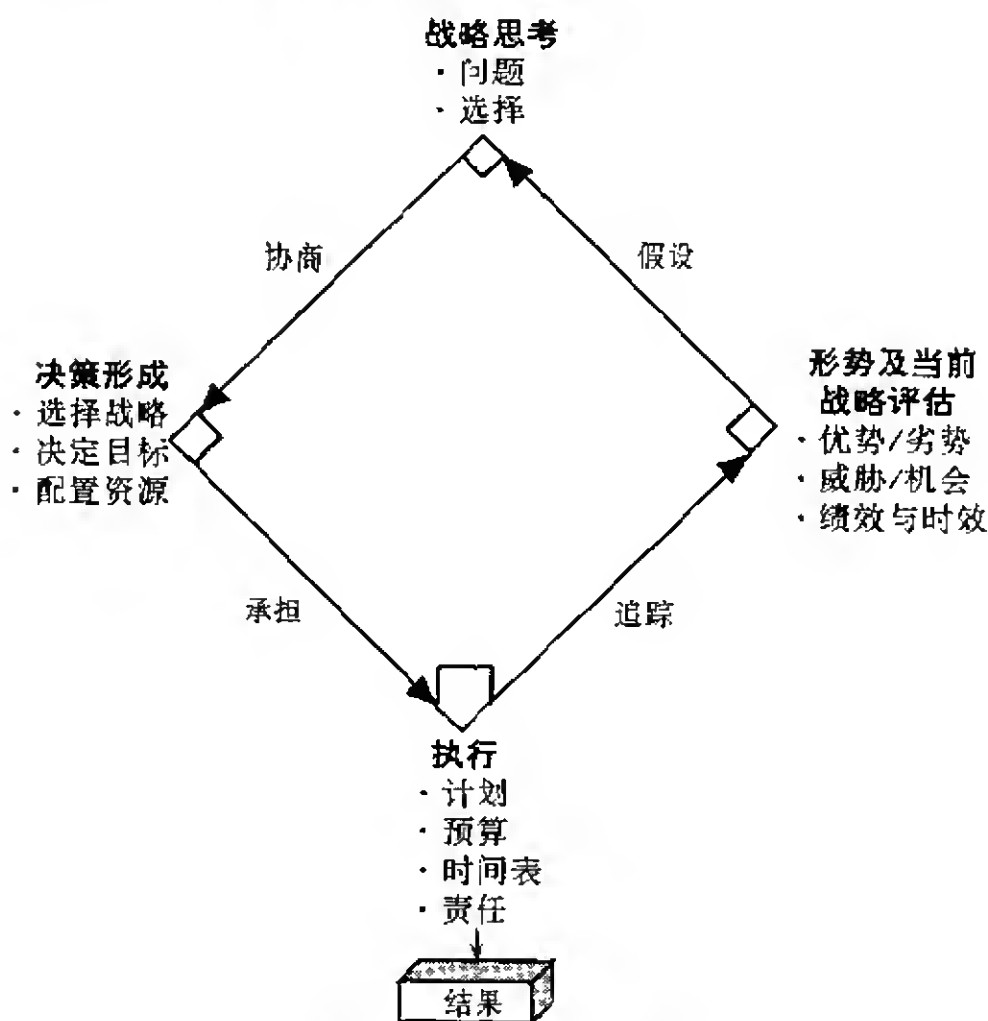 战略思考
· 问题
· 选择
协商
假设
决策形成
· 选择战略
· 决定目标
· 配置资源
形势及当前
战略评估
· 优势/劣势
· 威胁/机会
· 绩效与时效
承担
追踪
执行
· 计划
· 预算
· 时间表
· 责任
结果